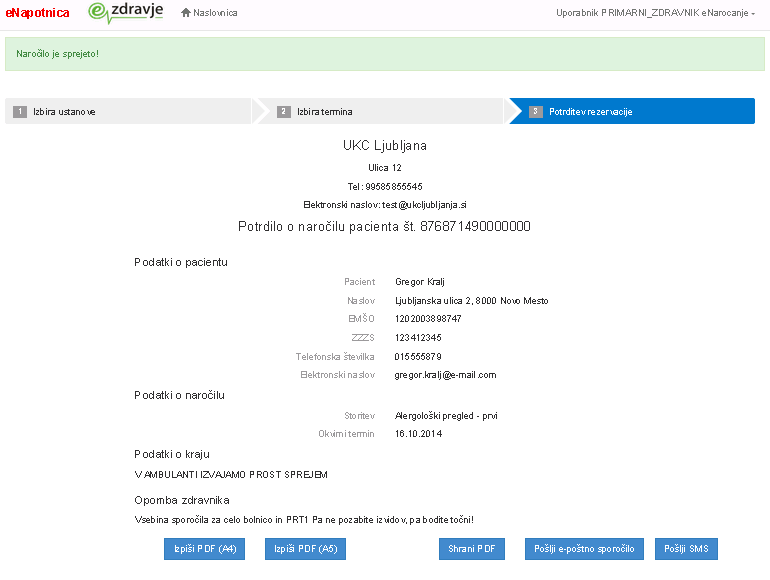 eNapotnica
zdravje
Naslovnica
Uporabnik PRIMARNI_ZDRAVNIK eNarocanje
Naročilo je sprejeto!
1 Izbira ustanove
2 Izbira termina
3 Potrditev rezervacije
UKC Ljubljana
Ulica 12
Tel: 99585855545
Elektronski naslov: test@ukcljubljanja.si
Potrdilo o naročilu pacienta št. 876871490000000
Podatki o pacientu
Pacient Gregor Kralj
Naslov Ljubljanska ulica 2, 8000 Novo Mesto
EMŠO 1202003898747
ZZZS 123412345
Telefonska številka 015555879
Elektronski naslov gregor.kralj@e-mail.com
Podatki o naročilu
Storitev Alergološki pregled - prvi
Okvirni termin 16.10.2014
Podatki o kraju
V AMBULANTI IZVAJAMO PROST SPREJEM
Opomba zdravnika
Vsebina sporočila za celo bolnico in PRT1 Pa ne pozabite izvidov, pa bodite točni!
Izpiši PDF (A4) Izpiši PDF (A5) Shrani PDF Pošlji e-poštno sporočilo Pošlji SMS